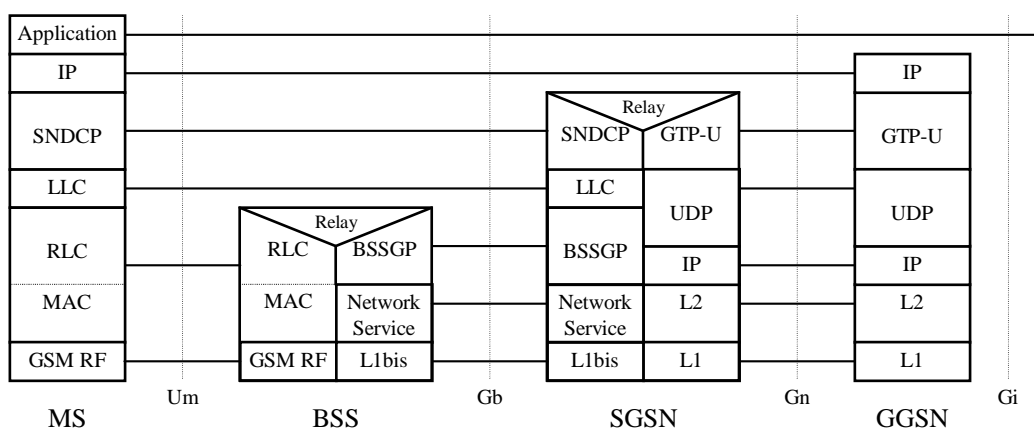 Application
IP
IP
Relay
SNDCP
SNDCP
GTP-U
GTP-U
LLC
LLC
UDP
UDP
Relay
RLC
RLC
BSSGP
BSSGP
IP
IP
MAC
MAC
Network
Service
Network
Service
L2
L2
GSM RF
GSM RF
L1bis
L1bis
L1
L1
Um
Gb
Gn
Gi
MS
BSS
SGSN
GGSN